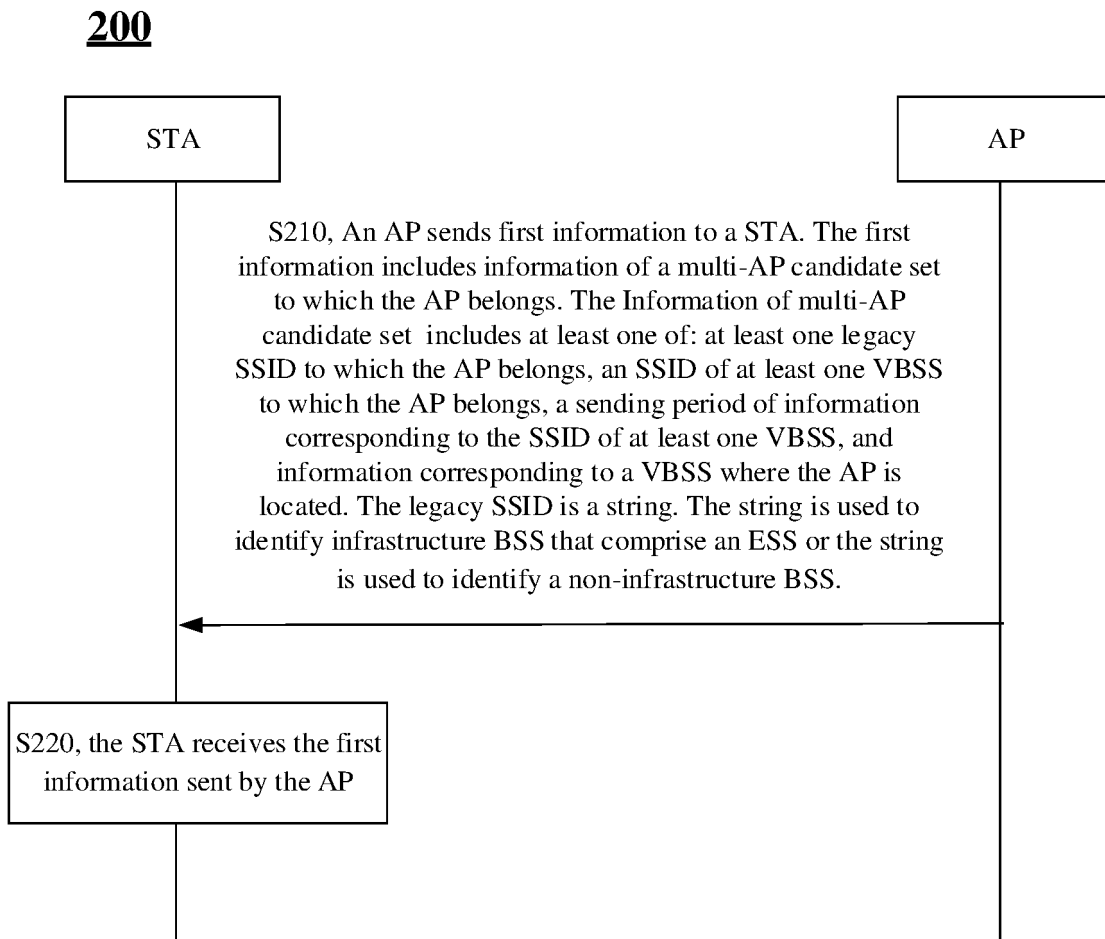 200
STA
AP
S210, An AP sends first information to a STA. The first
information includes information of a multi-AP candidate set
to which the AP belongs. The Information of multi-AP
candidate set includes at least one of: at least one legacy
SSID to which the AP belongs, an SSID of at least one VBSS
to which the AP belongs, a sending period of information
corresponding to the SSID of at least one VBSS, and
information corresponding to a VBSS where the AP is
located. The legacy SSID is a string. The string is used to
identify infrastructure BSS that comprise an ESS or the string
is used to identify a non-infrastructure BSS.
S220, the STA receives the first
information sent by the AP